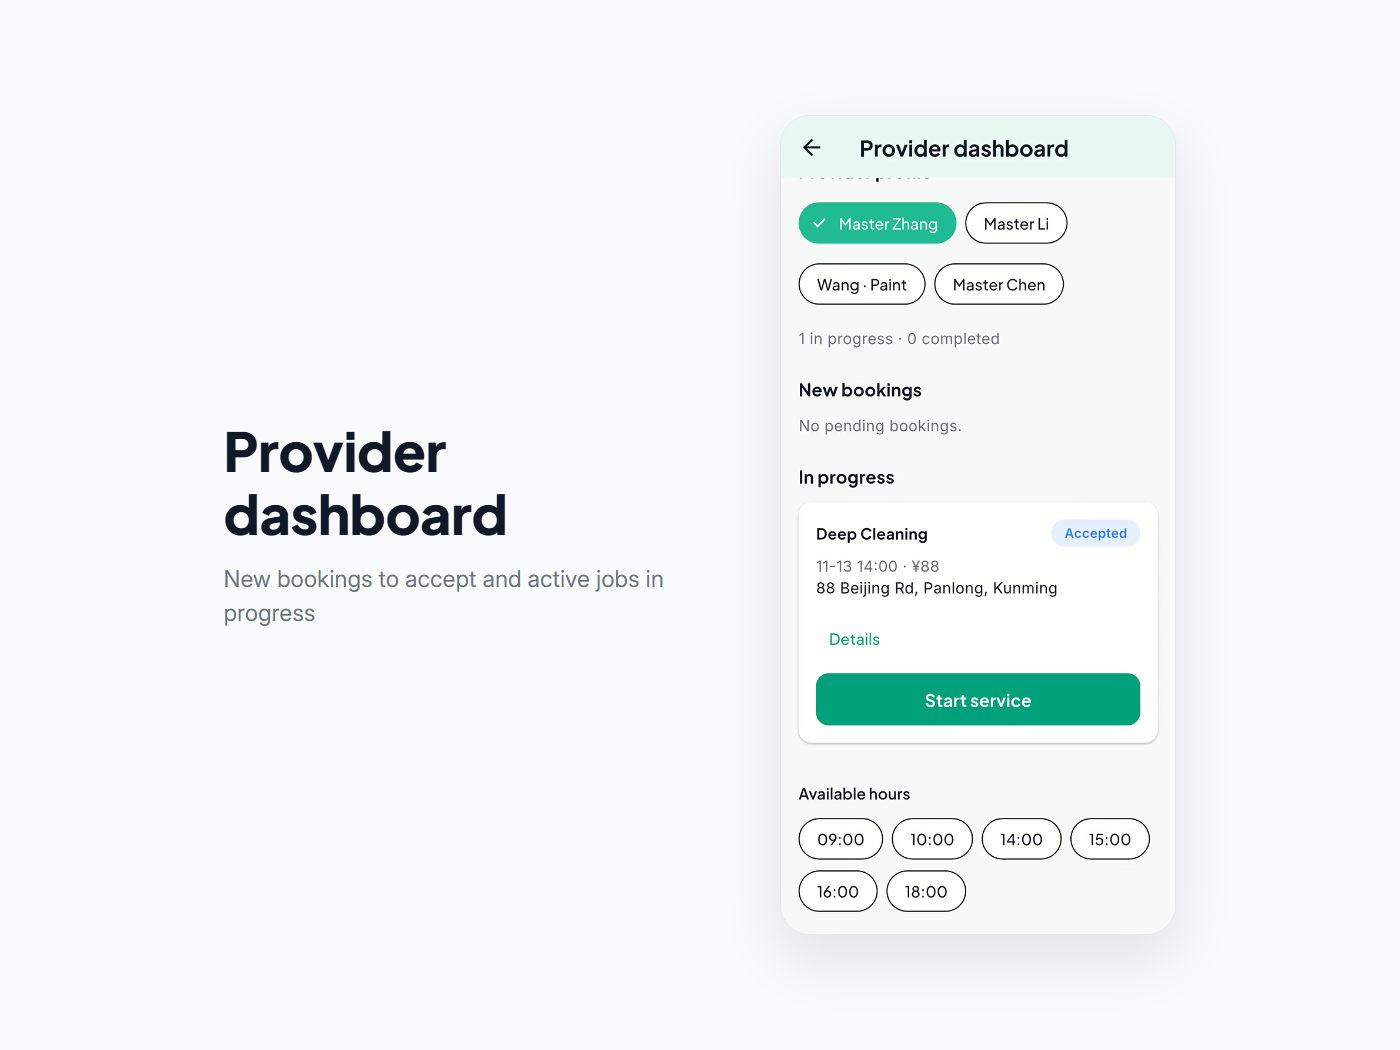 Provider
dashboard
New bookings to accept and active jobs in
progress
Provider dashboard
Master Zhang
Master Li
Wang · Paint
Master Chen
1 in progress · 0 completed
New bookings
No pending bookings.
In progress
Deep Cleaning
Accepted
11-13 14:00 · ¥88
88 Beijing Rd, Panlong, Kunming
Details
Start service
Available hours
09:00
10:00
14:00
15:00
16:00
18:00